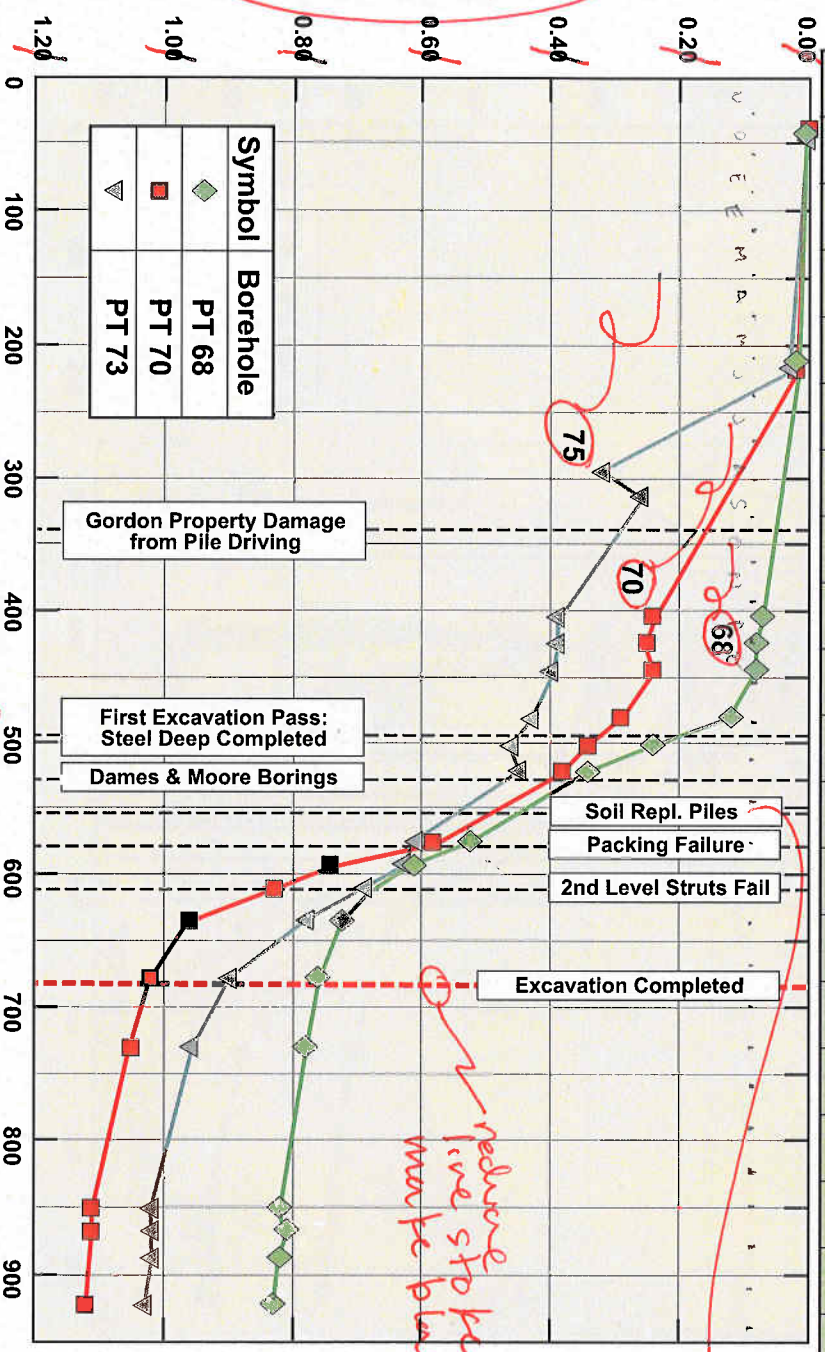 0.00
0.20
0.40
0.60
0.80
1.00
1.20
0
100
200
300
400
500
600
700
800
900
N O E E M A M J J S O N
Symbol Borehole
PT 68
PT 70
PT 73
75
70
68
Gordon Property Damage
from Pile Driving
First Excavation Pass:
Steel Deep Completed
Dames & Moore Borings
Soil Repl. Piles
Packing Failure
2nd Level Struts Fail
Excavation Completed
reduce
line
make